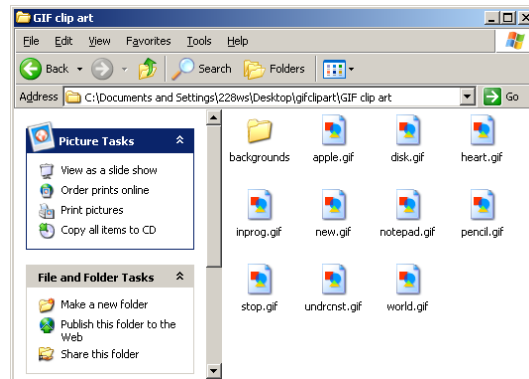 GIF clip art
File Edit View Favorites Tools Help
Back Search Folders
Address C:\Documents and Settings\228ws\Desktop\gifclipart\GIF clip art Go
Picture Tasks
View as a slide show
Order prints online
Print pictures
Copy all items to CD
File and Folder Tasks
Make a new folder
Publish this folder to the
Web
Share this folder
backgrounds apple.gif disk.gif heart.gif
inprog.gif new.gif notepad.gif pencil.gif
stop.gif undrcnst.gif world.gif